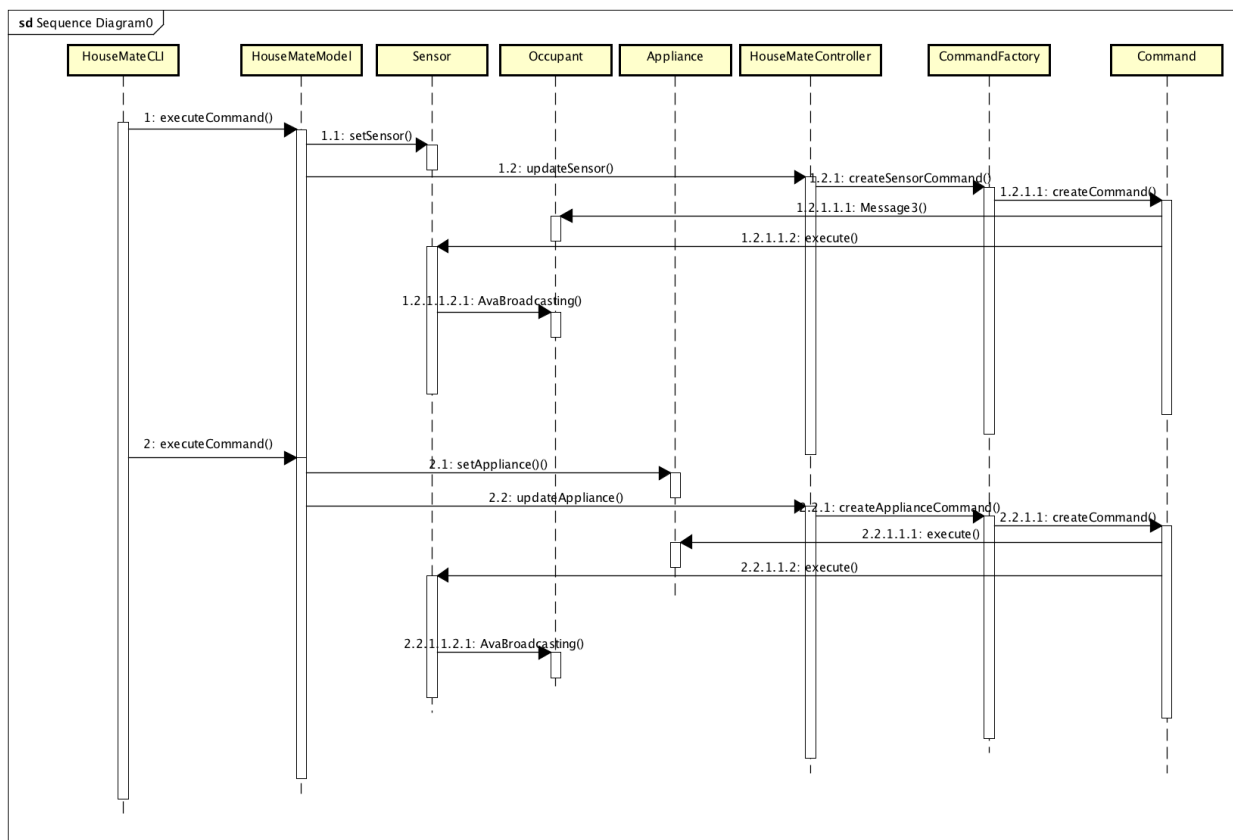 sd Sequence Diagram0
HouseMateCLI
HouseMateModel
Sensor
Occupant
Appliance
HouseMateController
CommandFactory
Command
1: executeCommand()
1.1: setSensor()
1.2: updateSensor()
1.2.1: createSensorCommand()
1.2.1.1: createCommand()
1.2.1.1.1: Message3()
1.2.1.1.2: execute()
1.2.1.1.2.1: AvaBroadcasting()
2: executeCommand()
2.1: setAppliance()()
2.2: updateAppliance()
2.2.1: createApplianceCommand()
2.2.1.1: createCommand()
2.2.1.1.1: execute()
2.2.1.1.2: execute()
2.2.1.1.2.1: AvaBroadcasting()